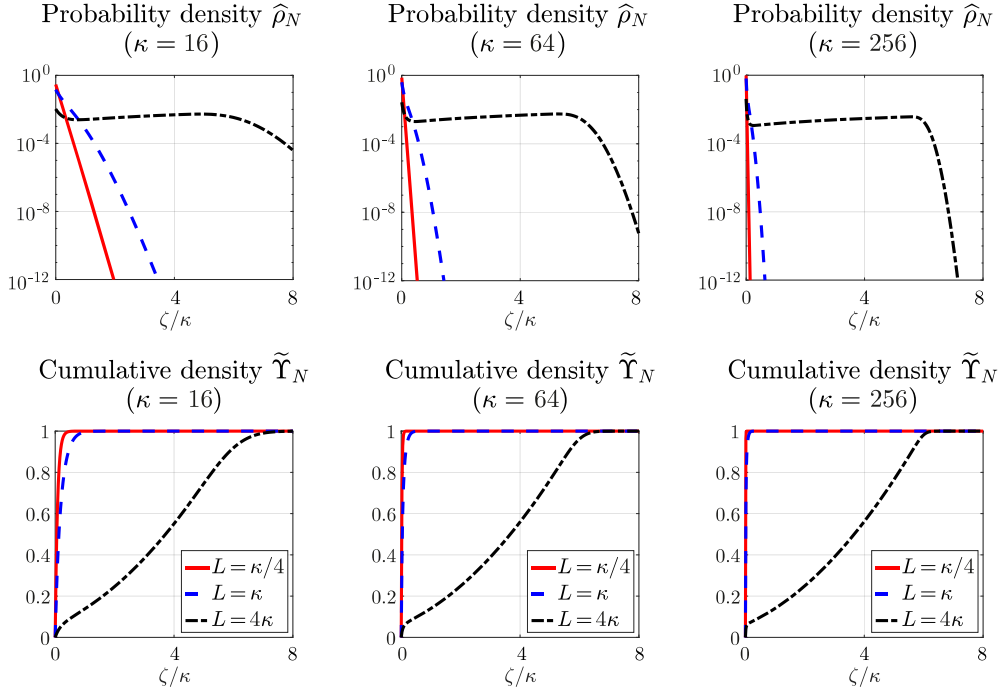 Probability density ρ̂_N
(κ = 16)
10^0
10^−4
10^−8
10^−12
0 4 8
ζ/κ
Probability density ρ̂_N
(κ = 64)
10^0
10^−4
10^−8
10^−12
0 4 8
ζ/κ
Probability density ρ̂_N
(κ = 256)
10^0
10^−4
10^−8
10^−12
0 4 8
ζ/κ
Cumulative density Υ̃_N
(κ = 16)
1
0.8
0.6
0.4
0.2
0
0 4 8
ζ/κ
L = κ/4
L = κ
L = 4κ
Cumulative density Υ̃_N
(κ = 64)
1
0.8
0.6
0.4
0.2
0
0 4 8
ζ/κ
L = κ/4
L = κ
L = 4κ
Cumulative density Υ̃_N
(κ = 256)
1
0.8
0.6
0.4
0.2
0
0 4 8
ζ/κ
L = κ/4
L = κ
L = 4κ